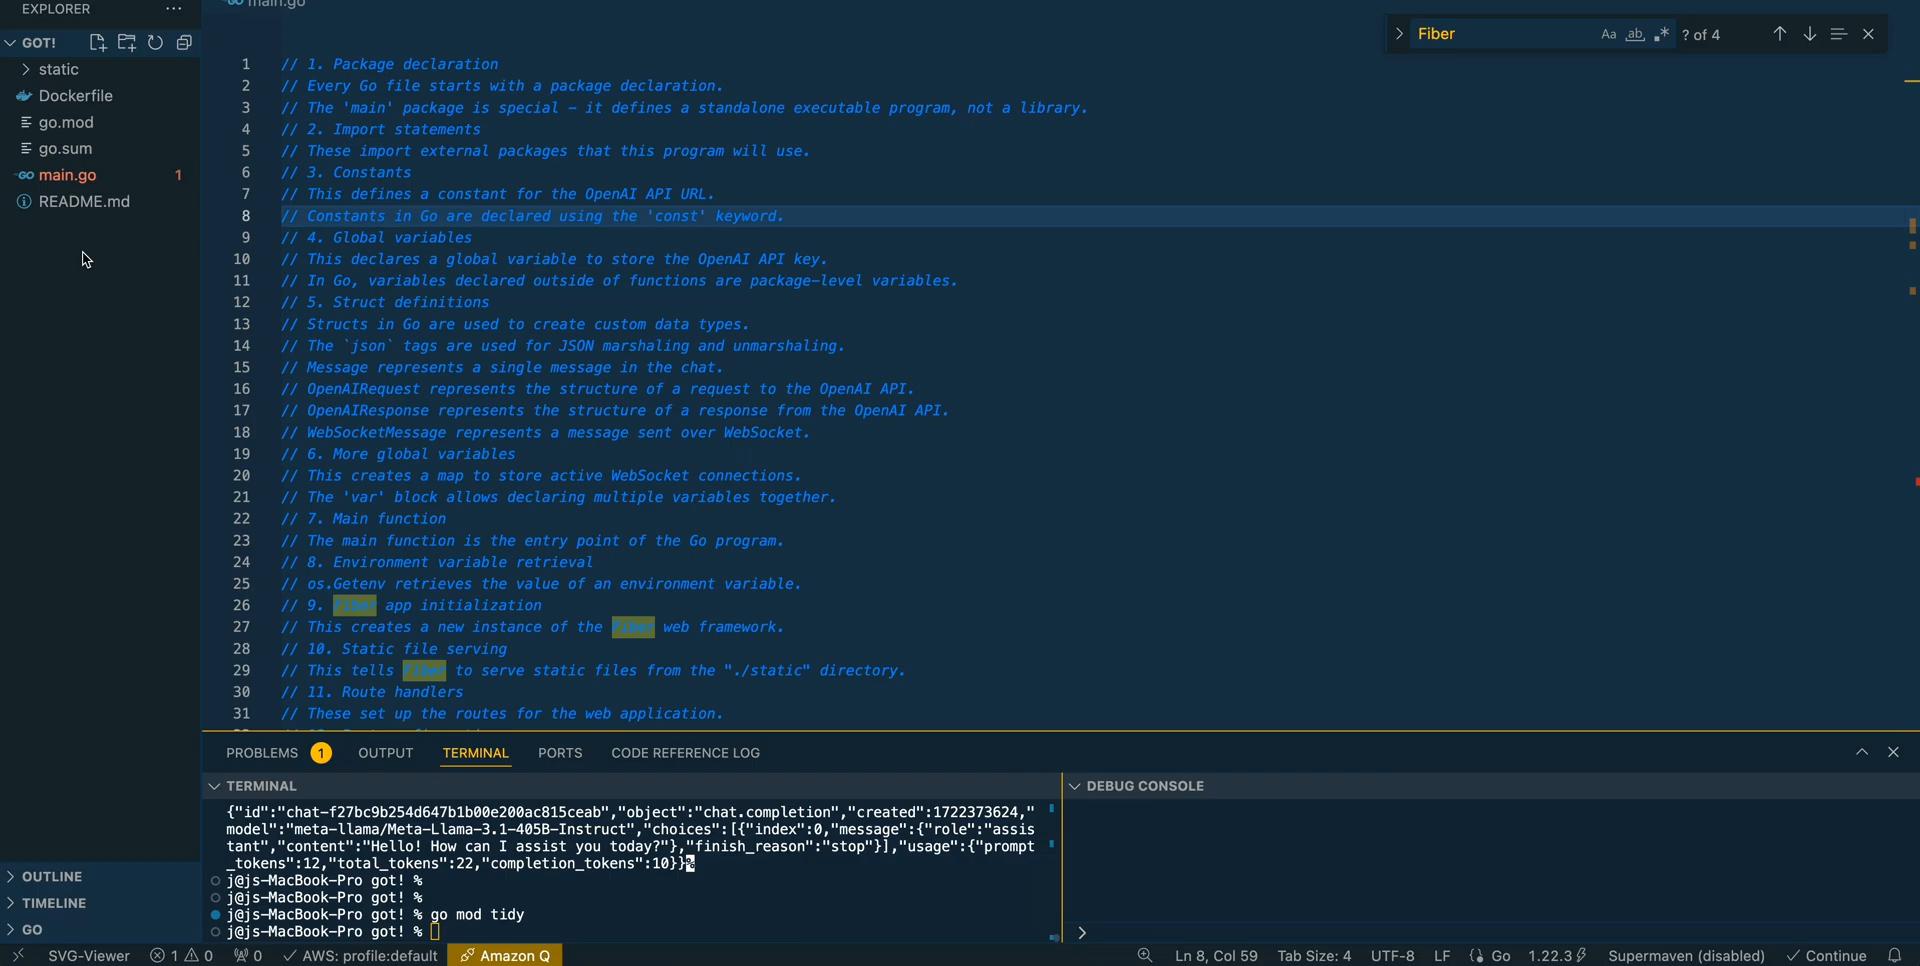 EXPLORER ...
main.go
GOT!
Fiber Aa ab .* ? of 4
static
Dockerfile
go.mod
go.sum
GO main.go 1
README.md
1 // 1. Package declaration
2 // Every Go file starts with a package declaration.
3 // The 'main' package is special – it defines a standalone executable program, not a library.
4 // 2. Import statements
5 // These import external packages that this program will use.
6 // 3. Constants
7 // This defines a constant for the OpenAI API URL.
8 // Constants in Go are declared using the 'const' keyword.
9 // 4. Global variables
10 // This declares a global variable to store the OpenAI API key.
11 // In Go, variables declared outside of functions are package-level variables.
12 // 5. Struct definitions
13 // Structs in Go are used to create custom data types.
14 // The `json` tags are used for JSON marshaling and unmarshaling.
15 // Message represents a single message in the chat.
16 // OpenAIRequest represents the structure of a request to the OpenAI API.
17 // OpenAIResponse represents the structure of a response from the OpenAI API.
18 // WebSocketMessage represents a message sent over WebSocket.
19 // 6. More global variables
20 // This creates a map to store active WebSocket connections.
21 // The 'var' block allows declaring multiple variables together.
22 // 7. Main function
23 // The main function is the entry point of the Go program.
24 // 8. Environment variable retrieval
25 // os.Getenv retrieves the value of an environment variable.
26 // 9. Fiber app initialization
27 // This creates a new instance of the Fiber web framework.
28 // 10. Static file serving
29 // This tells Fiber to serve static files from the "./static" directory.
30 // 11. Route handlers
31 // These set up the routes for the web application.
PROBLEMS 1 OUTPUT TERMINAL PORTS CODE REFERENCE LOG
TERMINAL
DEBUG CONSOLE
{"id":"chat-f27bc9b254d647b1b00e200ac815ceab","object":"chat.completion","created":1722373624,"
model":"meta-llama/Meta-Llama-3.1-405B-Instruct","choices":[{"index":0,"message":{"role":"assis
tant","content":"Hello! How can I assist you today?"},"finish_reason":"stop"}],"usage":{"prompt
_tokens":12,"total_tokens":22,"completion_tokens":10}}%
j@js-MacBook-Pro got! %
j@js-MacBook-Pro got! %
j@js-MacBook-Pro got! % go mod tidy
j@js-MacBook-Pro got! %
OUTLINE
TIMELINE
GO
SVG-Viewer 1 0 0 AWS: profile:default Amazon Q Ln 8, Col 59 Tab Size: 4 UTF-8 LF Go 1.22.3 Supermaven (disabled) Continue